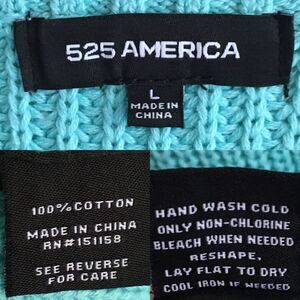 525 AMERICA
L
MADE IN
CHINA
100% COTTON
MADE IN CHINA
RN#151158
SEE REVERSE
FOR CARE
HAND WASH COLD
ONLY NON-CHLORINE
BLEACH WHEN NEEDED
RESHAPE,
LAY FLAT TO DRY
COOL IRON IF NEEDED